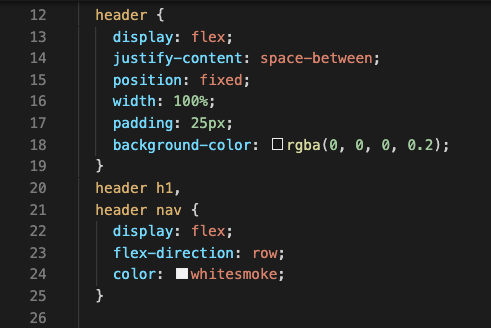 12 header {
13 display: flex;
14 justify-content: space-between;
15 position: fixed;
16 width: 100%;
17 padding: 25px;
18 background-color: rgba(0, 0, 0, 0.2);
19 }
20 header h1,
21 header nav {
22 display: flex;
23 flex-direction: row;
24 color: whitesmoke;
25 }
26